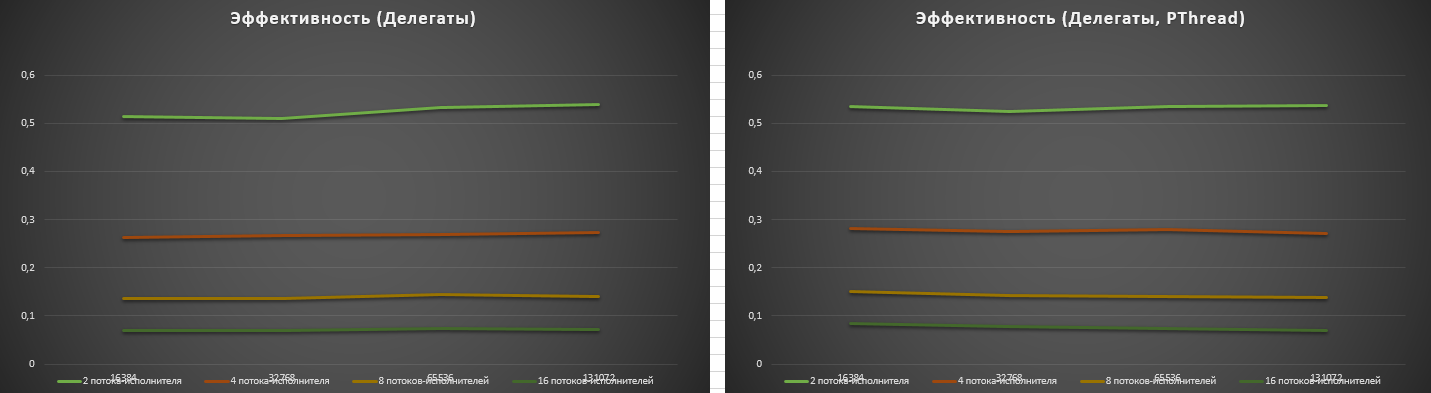 Эффективность (Делегаты)
0,6
0,5
0,4
0,3
0,2
0,1
0
16384 32768 65536 131072
2 потока-исполнителя 4 потока-исполнителя 8 потоков-исполнителей 16 потоков-исполнителей
Эффективность (Делегаты, PThread)
0,6
0,5
0,4
0,3
0,2
0,1
0
16384 32768 65536 131072
2 потока-исполнителя 4 потока-исполнителя 8 потоков-исполнителей 16 потоков-исполнителей